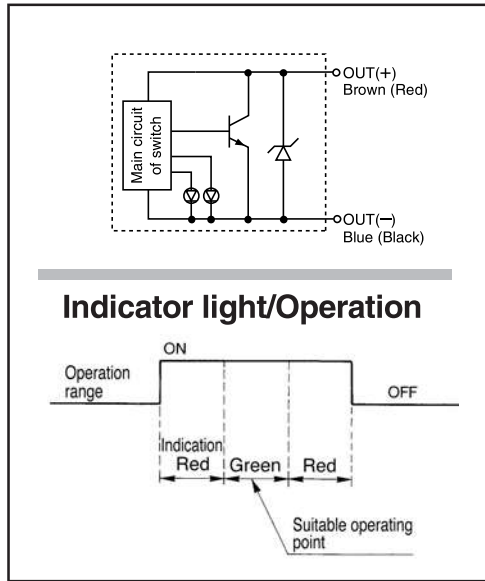 OUT(+)
Brown (Red)
Main circuit
of switch
OUT(−)
Blue (Black)
Indicator light/Operation
ON
Operation
range
OFF
Indication
Red
Green
Red
Suitable operating
point